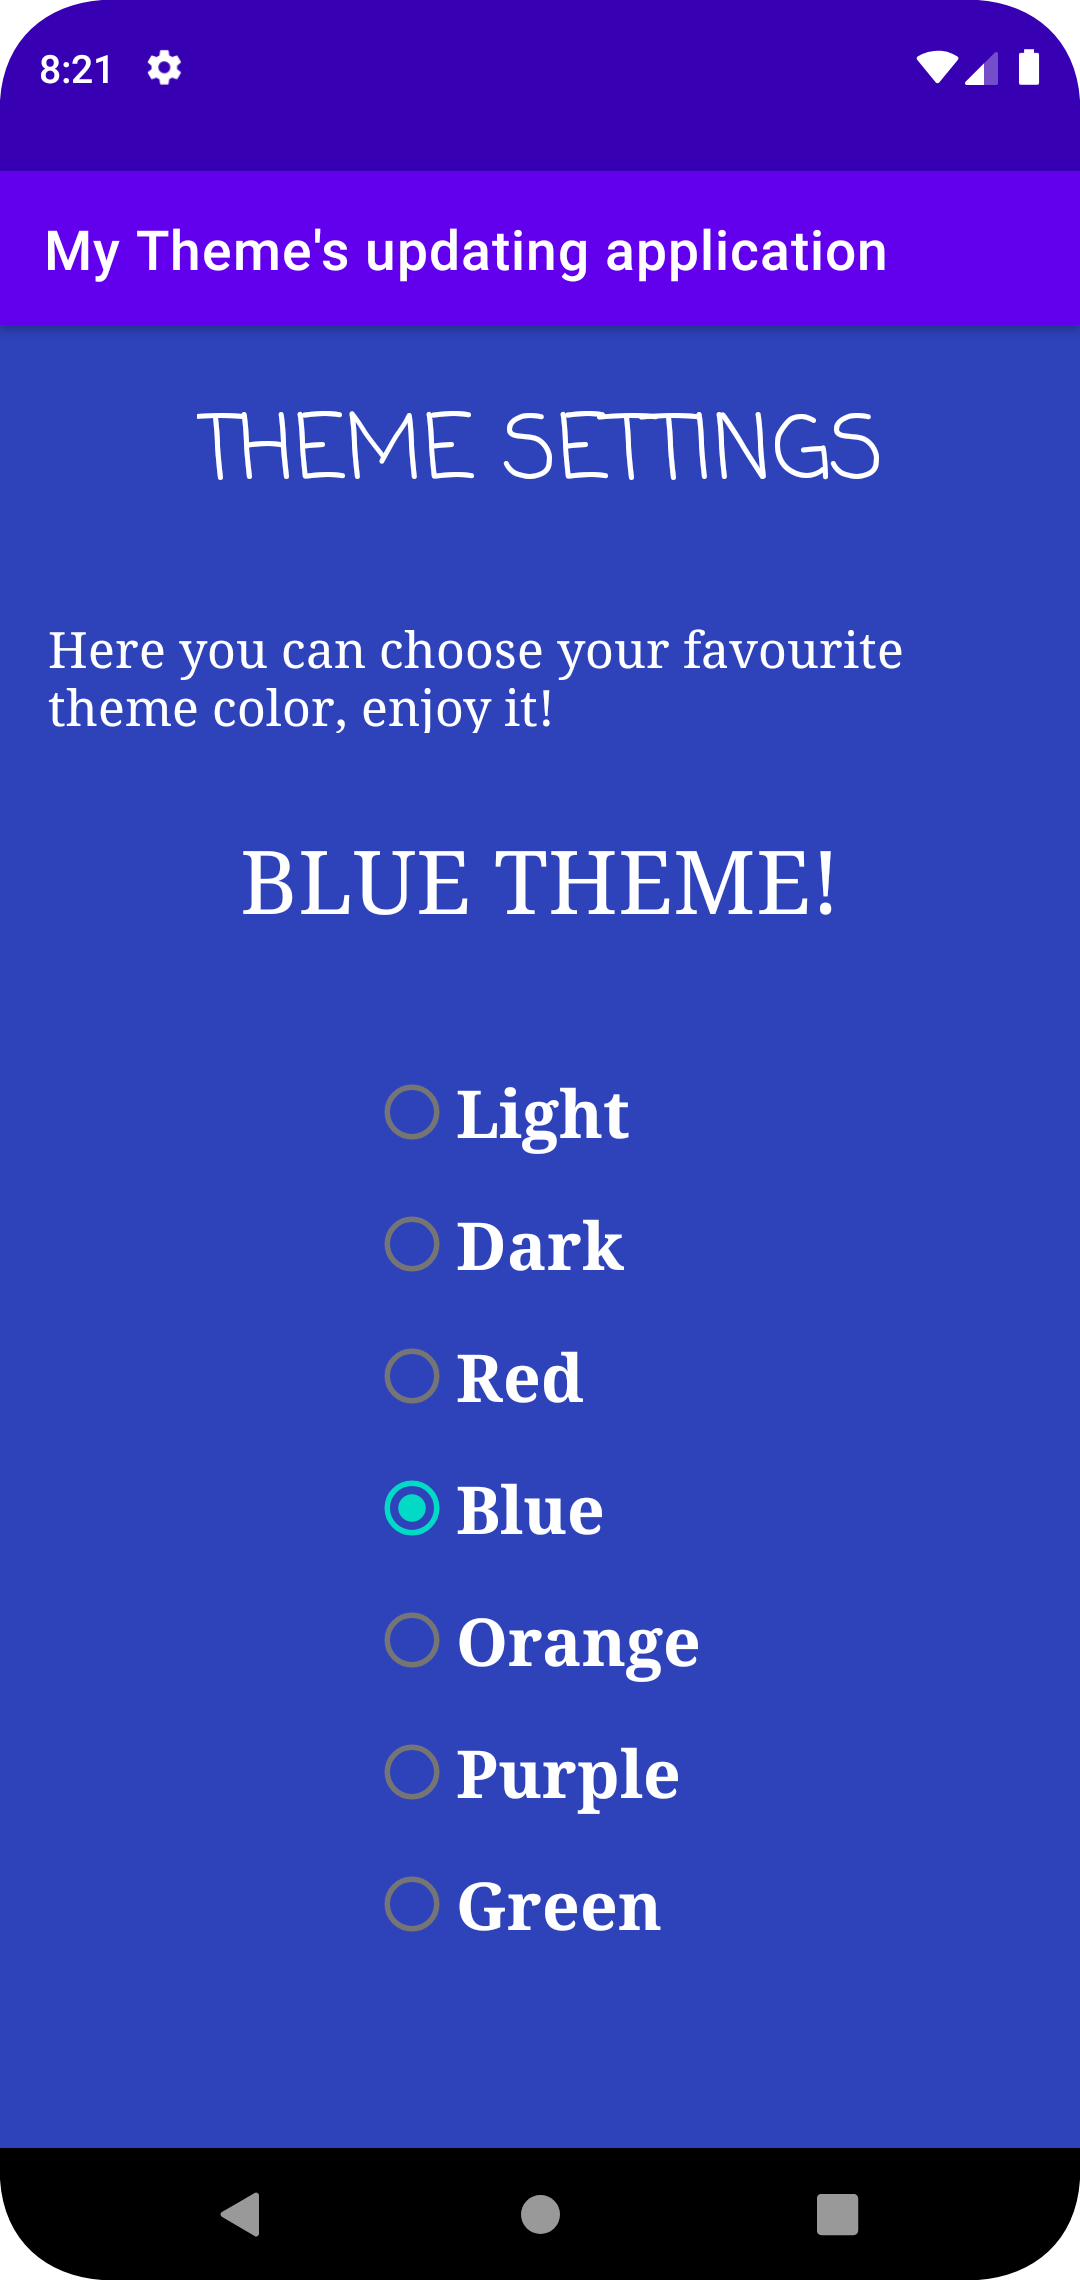 8:21
My Theme's updating application
THEME SETTINGS
Here you can choose your favourite
theme color, enjoy it!
BLUE THEME!
Light
Dark
Red
Blue
Orange
Purple
Green